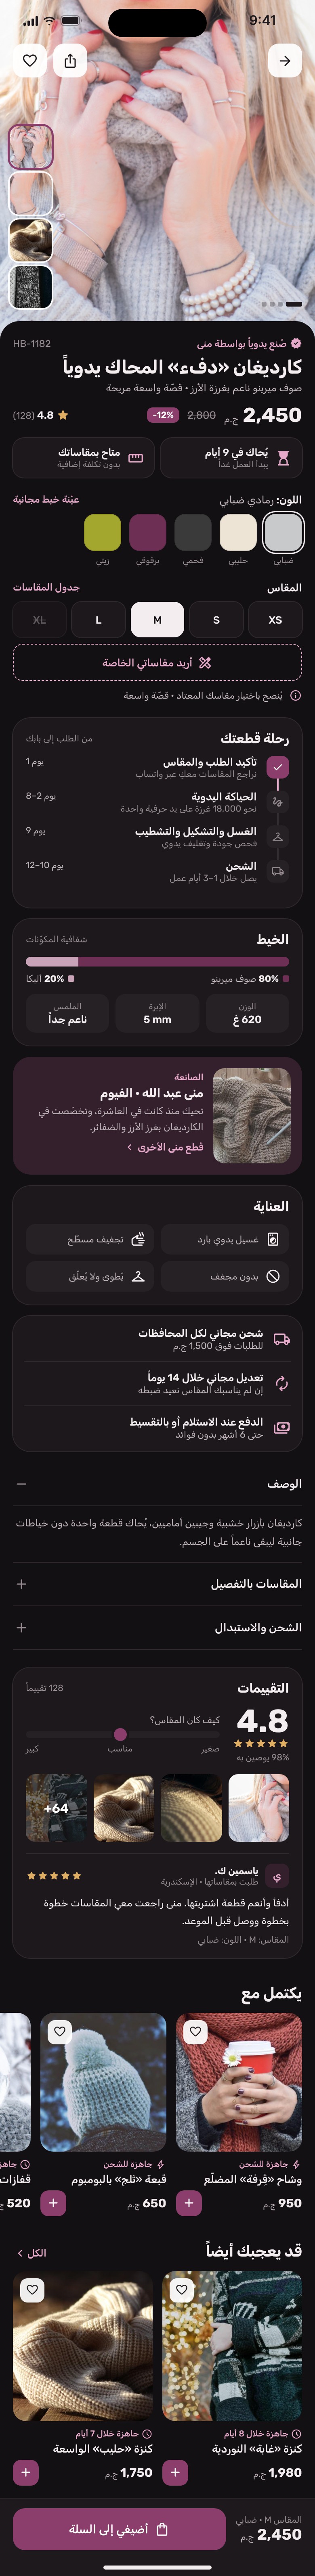 9:41
صُنع يدوياً بواسطة منى
HB-1182
كارديغان «دفء» المحاك يدوياً
صوف ميرينو ناعم بغرزة الأرز • قصّة واسعة مريحة
2,450 ج.م 2,800 -12%
4.8 (128)
يُحاك في 9 أيام
يبدأ العمل غداً
متاح بمقاساتك
بدون تكلفة إضافية
اللون: رمادي ضبابي
عيّنة خيط مجانية
ضبابي
حليبي
فحمي
برقوقي
زيتي
المقاس
جدول المقاسات
XS
S
M
L
XL
أريد مقاساتي الخاصة
يُنصح باختيار مقاسك المعتاد • قصّة واسعة
رحلة قطعتك
من الطلب إلى بابك
تأكيد الطلب والمقاس
يوم 1
نراجع المقاسات معكِ عبر واتساب
الحياكة اليدوية
يوم 2–8
نحو 18,000 غرزة على يد حرفية واحدة
الغسل والتشكيل والتشطيب
يوم 9
فحص جودة وتغليف يدوي
الشحن
يوم 10–12
يصل خلال 1–3 أيام عمل
الخيط
شفافية المكوّنات
80% صوف ميرينو
20% ألبكا
الوزن
620 غ
الإبرة
5 mm
الملمس
ناعم جداً
الصانعة
منى عبد الله • الفيوم
تحيك منذ كانت في العاشرة، وتخصّصت في
الكارديغان بغرز الأرز والضفائر.
قطع منى الأخرى
العناية
غسيل يدوي بارد
تجفيف مسطّح
بدون مجفف
يُطوى ولا يُعلّق
شحن مجاني لكل المحافظات
للطلبات فوق 1,500 ج.م
تعديل مجاني خلال 14 يوماً
إن لم يناسبك المقاس نعيد ضبطه
الدفع عند الاستلام أو بالتقسيط
حتى 6 أشهر بدون فوائد
الوصف
كارديغان بأزرار خشبية وجيبين أماميين، يُحاك قطعة واحدة دون خياطات
جانبية ليبقى ناعماً على الجسم.
المقاسات بالتفصيل
الشحن والاستبدال
التقييمات
128 تقييماً
4.8
98% يوصين به
كيف كان المقاس؟
صغير
مناسب
كبير
+64
ي
ياسمين ك.
طلبت بمقاساتها • الإسكندرية
أدفأ وأنعم قطعة اشتريتها. منى راجعت معي المقاسات خطوة
بخطوة ووصل قبل الموعد.
المقاس: M • اللون: ضبابي
يكتمل مع
جاهزة للشحن
وشاح «قِرفة» المضلّع
950 ج.م
جاهزة للشحن
قبعة «ثلج» بالبومبوم
650 ج.م
520
قد يعجبك أيضاً
الكل
جاهزة خلال 8 أيام
كنزة «غابة» النوردية
1,980 ج.م
جاهزة خلال 7 أيام
كنزة «حليب» الواسعة
1,750 ج.م
المقاس M • ضبابي
2,450 ج.م
أضيفي إلى السلة